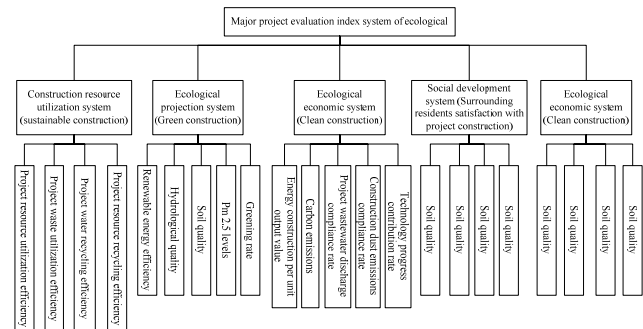 Major project evaluation index system of ecological
Construction resource
utilization system
(sustainable construction)
Ecological
projection system
(Green construction)
Ecological
economic system
(Clean construction)
Social development
system (Surrounding
residents satisfaction with
project construction)
Ecological
economic system
(Clean construction)
Project resource utilization efficiency
Project waste utilization efficiency
Project water recycling efficiency
Project resource recycling efficiency
Renewable energy efficiency
Hydrological quality
Soil quality
Pm 2.5 levels
Greening rate
Energy construction per unit
output value
Carbon emissions
Project wastewater discharge
compliance rate
Construction dust emissions
compliance rate
Technology progress
contribution rate
Soil quality
Soil quality
Soil quality
Soil quality
Soil quality
Soil quality
Soil quality
Soil quality